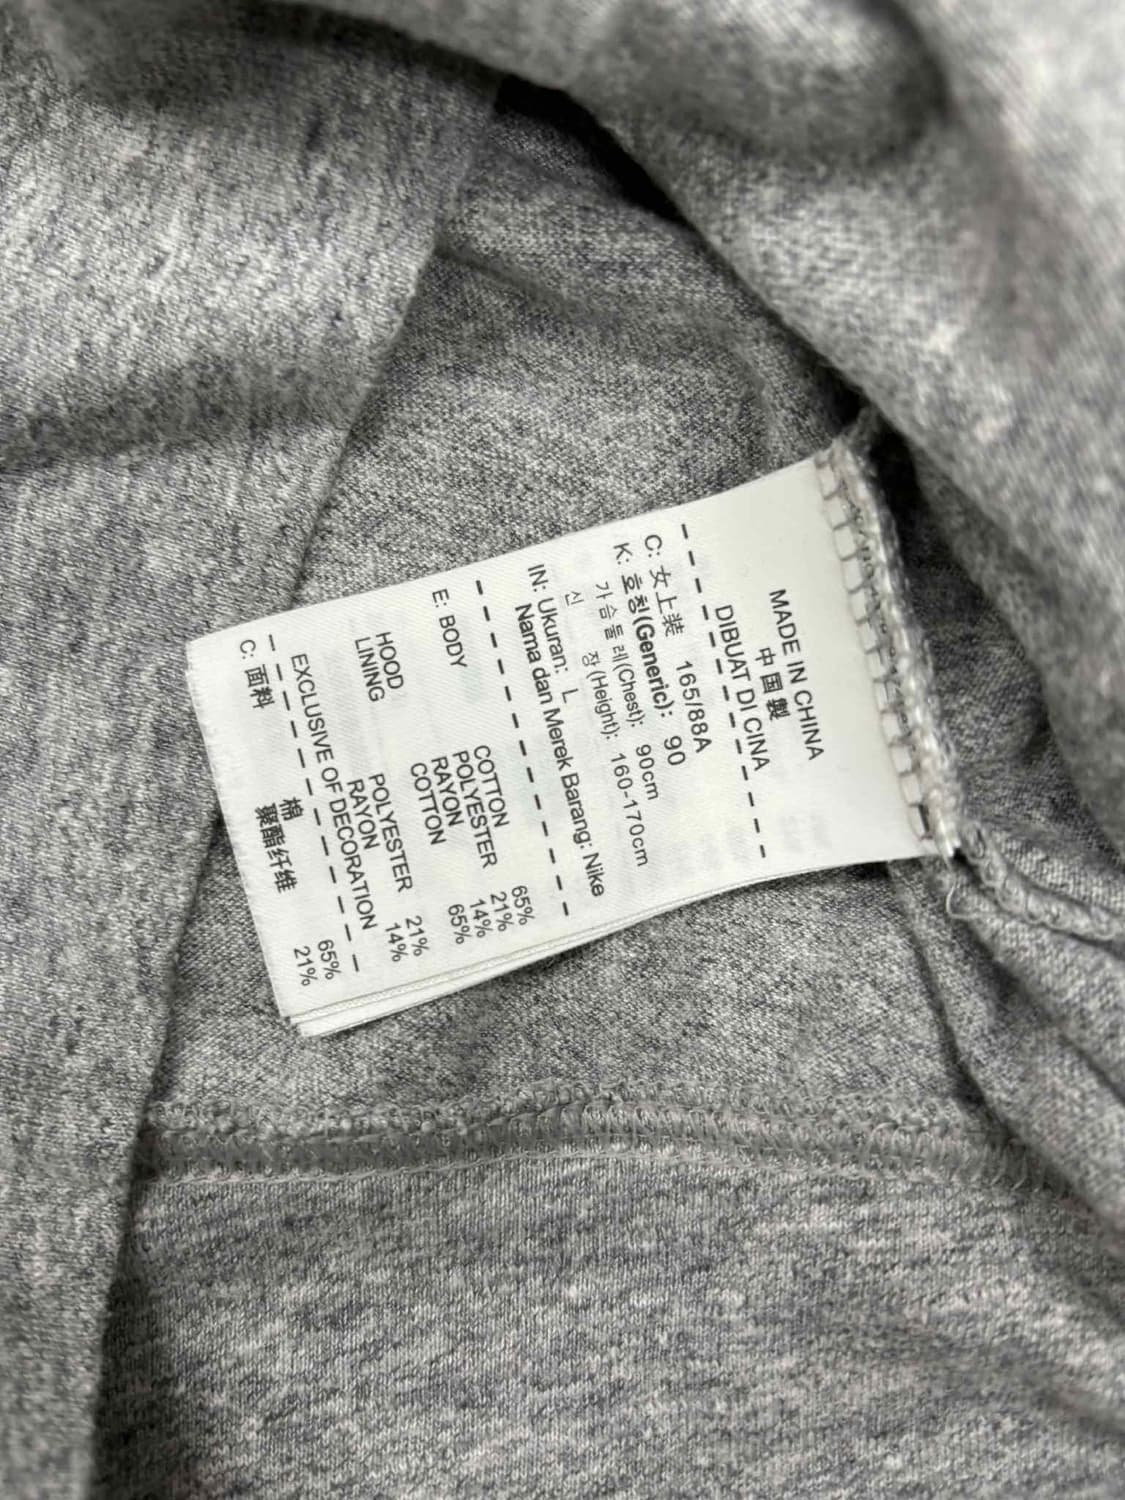 MADE IN CHINA
中国製
DIBUAT DI CINA
C: 女上装 165/88A
K: 호칭(Generic): 90
가슴둘레(Chest): 90cm
신 장(Height): 160-170cm
IN: Ukuran: L
Nama dan Merek Barang: Nike
E: BODY COTTON 65%
POLYESTER 21%
RAYON 14%
HOOD COTTON 65%
LINING POLYESTER 21%
RAYON 14%
EXCLUSIVE OF DECORATION
C: 面料 棉 65%
聚酯纤维 21%